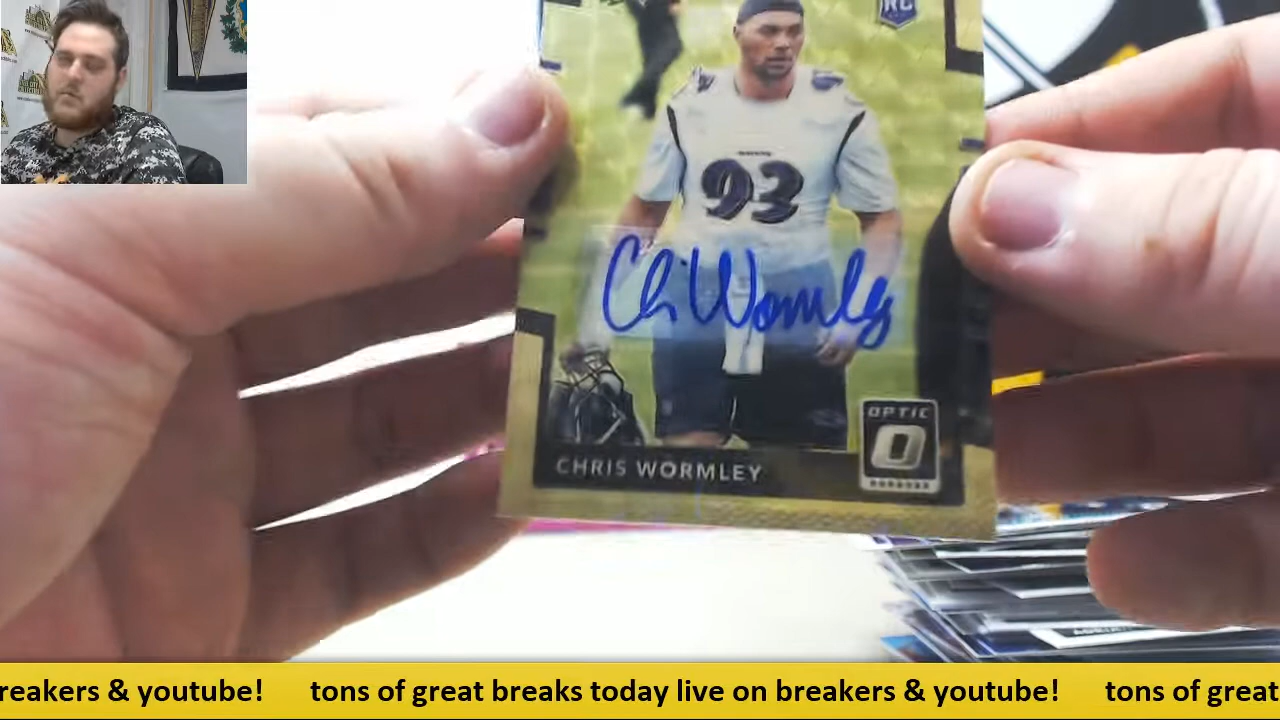 RC
93
Chris Wormley
OPTIC
CHRIS WORMLEY
reakers & youtube! tons of great breaks today live on breakers & youtube! tons of great